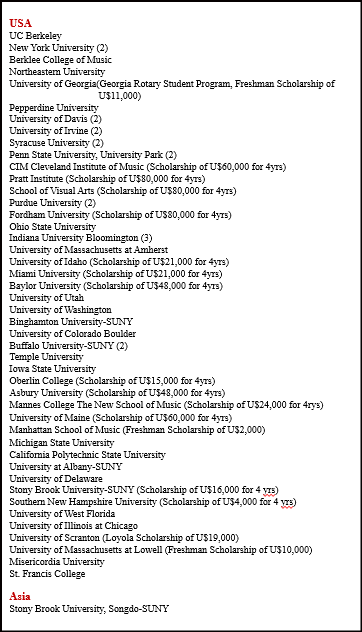 USA
UC Berkeley
New York University (2)
Berklee College of Music
Northeastern University
University of Georgia(Georgia Rotary Student Program, Freshman Scholarship of
U$11,000)
Pepperdine University
University of Davis (2)
University of Irvine (2)
Syracuse University (2)
Penn State University, University Park (2)
CIM Cleveland Institute of Music (Scholarship of U$60,000 for 4yrs)
Pratt Institute (Scholarship of U$80,000 for 4yrs)
School of Visual Arts (Scholarship of U$80,000 for 4yrs)
Purdue University (2)
Fordham University (Scholarship of U$80,000 for 4yrs)
Ohio State University
Indiana University Bloomington (3)
University of Massachusetts at Amherst
University of Idaho (Scholarship of U$21,000 for 4yrs)
Miami University (Scholarship of U$21,000 for 4yrs)
Baylor University (Scholarship of U$48,000 for 4yrs)
University of Utah
University of Washington
Binghamton University-SUNY
University of Colorado Boulder
Buffalo University-SUNY (2)
Temple University
Iowa State University
Oberlin College (Scholarship of U$15,000 for 4yrs)
Asbury University (Scholarship of U$48,000 for 4yrs)
Mannes College The New School of Music (Scholarship of U$24,000 for 4yrs)
University of Maine (Scholarship of U$60,000 for 4yrs)
Manhattan School of Music (Freshman Scholarship of U$2,000)
Michigan State University
California Polytechnic State University
University at Albany-SUNY
University of Delaware
Stony Brook University-SUNY (Scholarship of U$16,000 for 4 yrs)
Southern New Hampshire University (Scholarship of U$4,000 for 4 yrs)
University of West Florida
University of Illinois at Chicago
University of Scranton (Loyola Scholarship of U$19,000)
University of Massachusetts at Lowell (Freshman Scholarship of U$10,000)
Misericordia University
St. Francis College
Asia
Stony Brook University, Songdo-SUNY